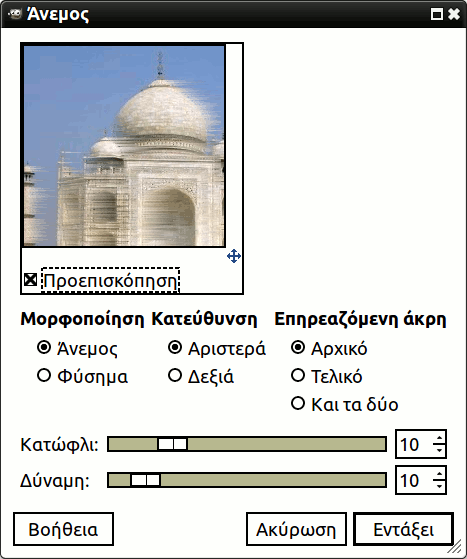 Άνεμος
Προεπισκόπηση
Μορφοποίηση Κατεύθυνση Επηρεαζόμενη άκρη
Άνεμος Αριστερά Αρχικό
Φύσημα Δεξιά Τελικό
Και τα δύο
Κατώφλι: 10
Δύναμη: 10
Βοήθεια Ακύρωση Εντάξει